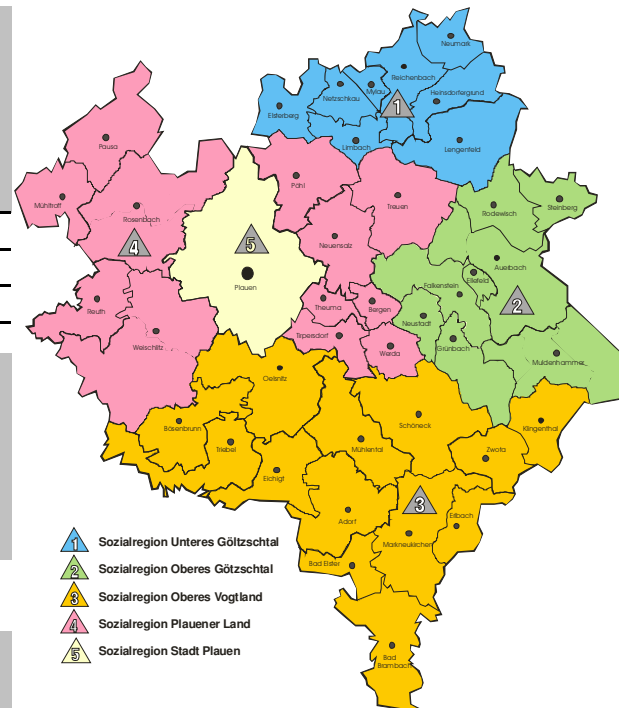 Neumark
Reichenbach
Mylau
Netzschkau
Heinsdorfergrund
1
Elsterberg
Limbach
Lengenfeld
Pausa
Pöhl
Mühltroff
Treuen
Rosenbach
Rodewisch
Steinberg
Neuensalz
4
5
Auerbach
Plauen
Ellefeld
Falkenstein
Reuth
Theuma
Bergen
2
Neustadt
Weischlitz
Tirpersdorf
Werda
Grünbach
Muldenhammer
Oelsnitz
Bösenbrunn
Schöneck
Klingenthal
Triebel
Mühlental
Zwota
Eichigt
3
Adorf
Erlbach
Markneukirchen
Bad Elster
Bad
Brambach
1 Sozialregion Unteres Göltzschtal
2 Sozialregion Oberes Götzschtal
3 Sozialregion Oberes Vogtland
4 Sozialregion Plauener Land
5 Sozialregion Stadt Plauen